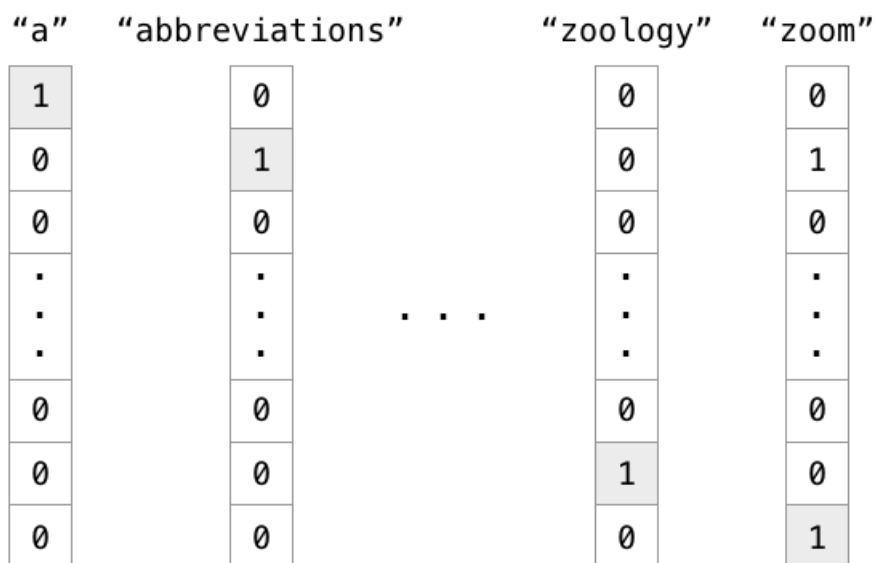 “a” “abbreviations” “zoology” “zoom”
1 0 0 0
0 1 0 1
0 0 0 0
. . . .
. . . . . . .
. . . .
0 0 0 0
0 0 1 0
0 0 0 1